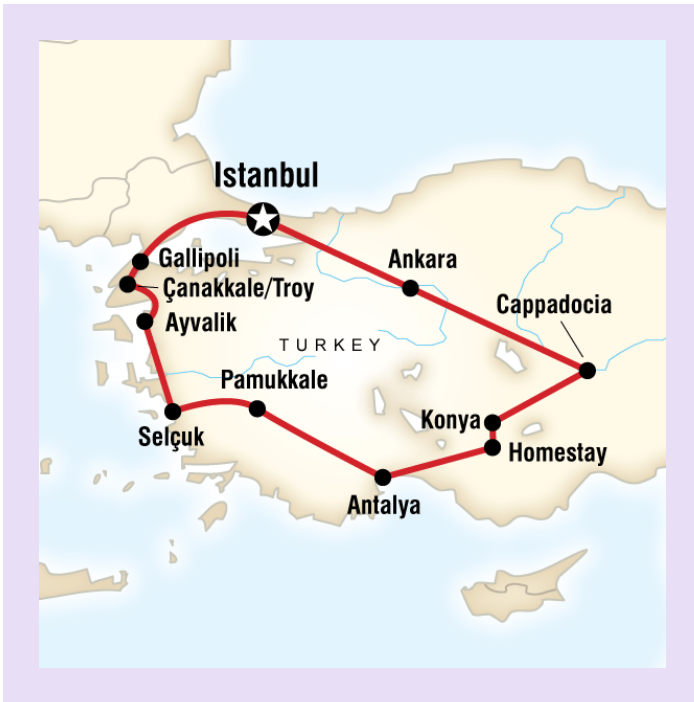 Istanbul
Gallipoli
Ankara
Çanakkale/Troy
Cappadocia
Ayvalik
TURKEY
Pamukkale
Konya
Selçuk
Homestay
Antalya